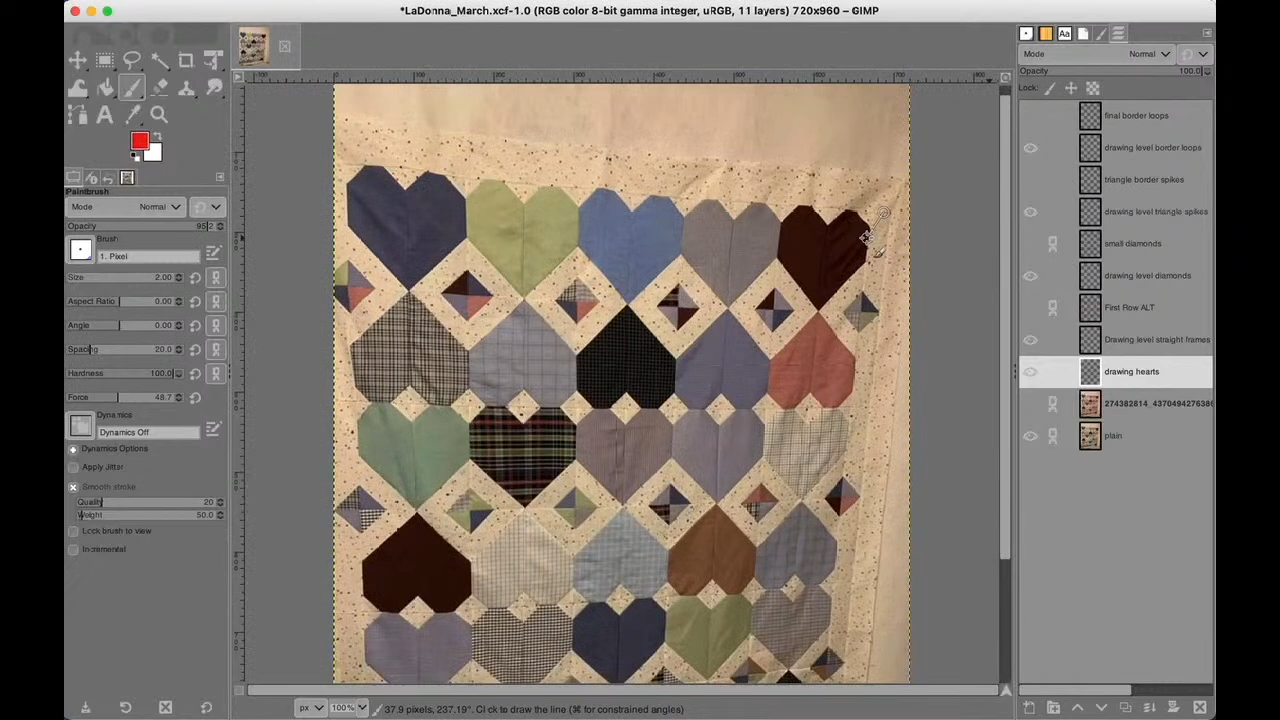 *LaDonna_March.xcf-1.0 (RGB color 8-bit gamma integer, uRGB, 11 layers) 720x960 – GIMP
Paintbrush
Mode Normal
Opacity 95.2
Brush
1. Pixel
Size 2.00
Aspect Ratio 0.00
Angle 0.00
Spacing 20.0
Hardness 100.0
Force 48.7
Dynamics
Dynamics Off
Dynamics Options
Apply Jitter
Smooth stroke
Quality 20
Weight 50.0
Lock brush to view
Incremental
px 100% 37.9 pixels, 237.19°. Click to draw the line (⌘ for constrained angles)
Aa
Mode Normal
Opacity 100.0
Lock:
final border loops
drawing level border loops
triangle border spikes
drawing level triangle spikes
small diamonds
drawing level diamonds
First Row ALT
Drawing level straight frames
drawing hearts
plain